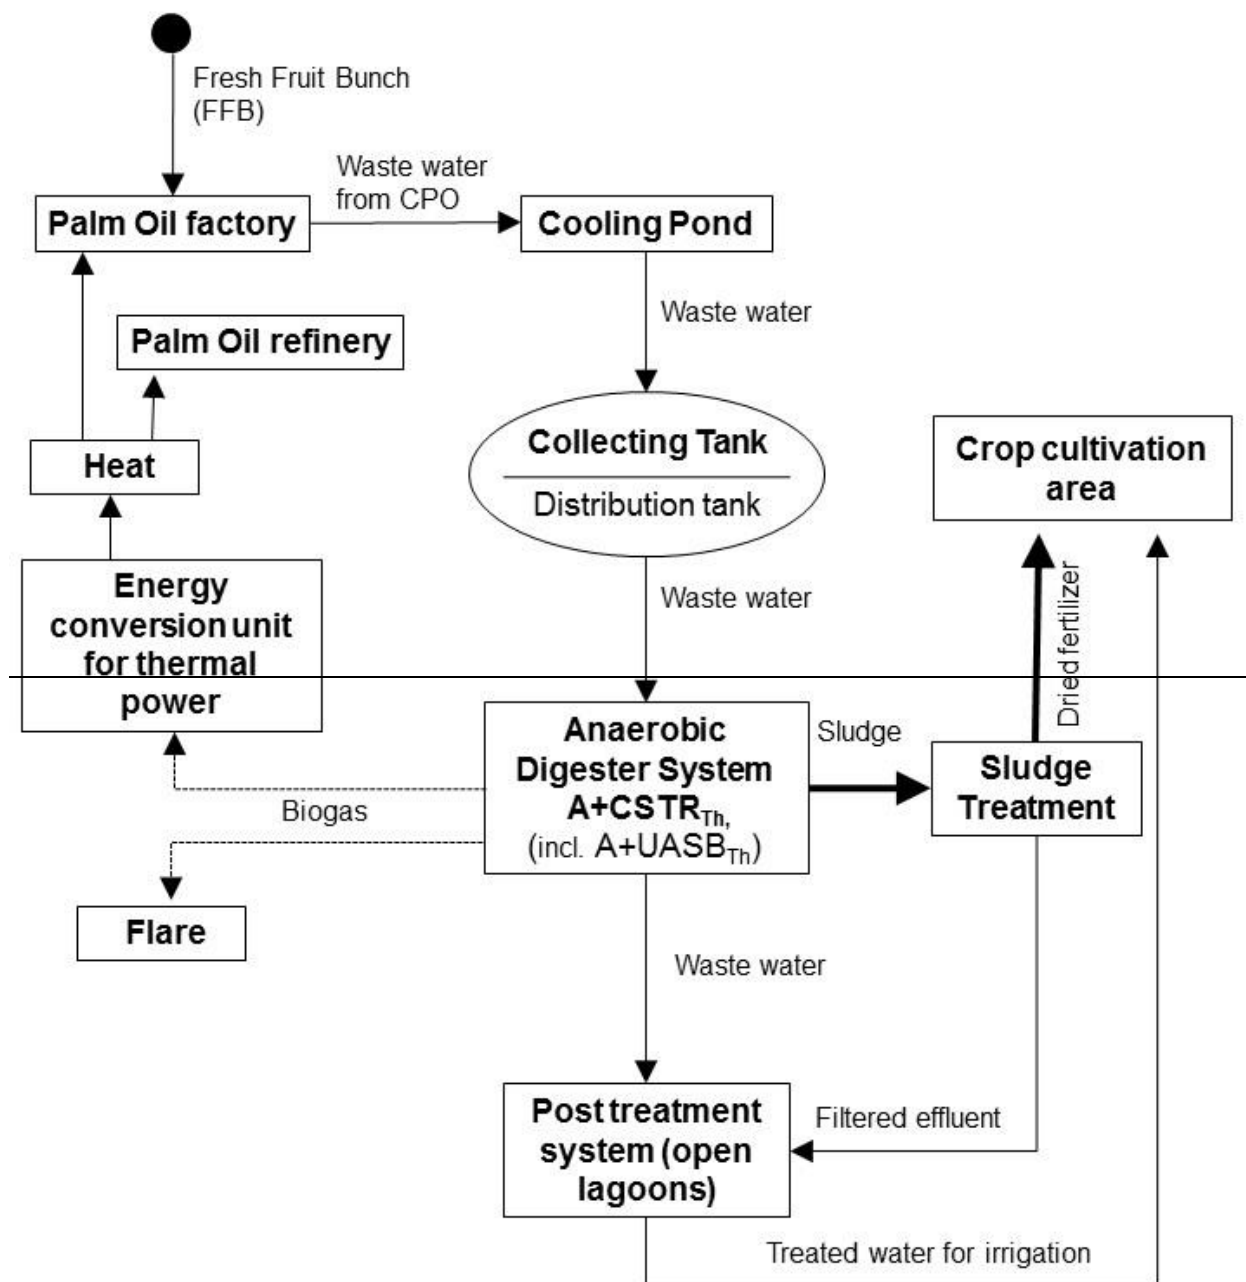 Fresh Fruit Bunch
(FFB)
Waste water
from CPO
Palm Oil factory
Cooling Pond
Waste water
Palm Oil refinery
Collecting Tank
Distribution tank
Crop cultivation
area
Heat
Energy
conversion unit
for thermal
power
Waste water
Dried fertilizer
Anaerobic
Digester System
A+CSTRTh,
(incl. A+UASBTh)
Sludge
Sludge
Treatment
Biogas
Flare
Waste water
Post treatment
system (open
lagoons)
Filtered effluent
Treated water for irrigation